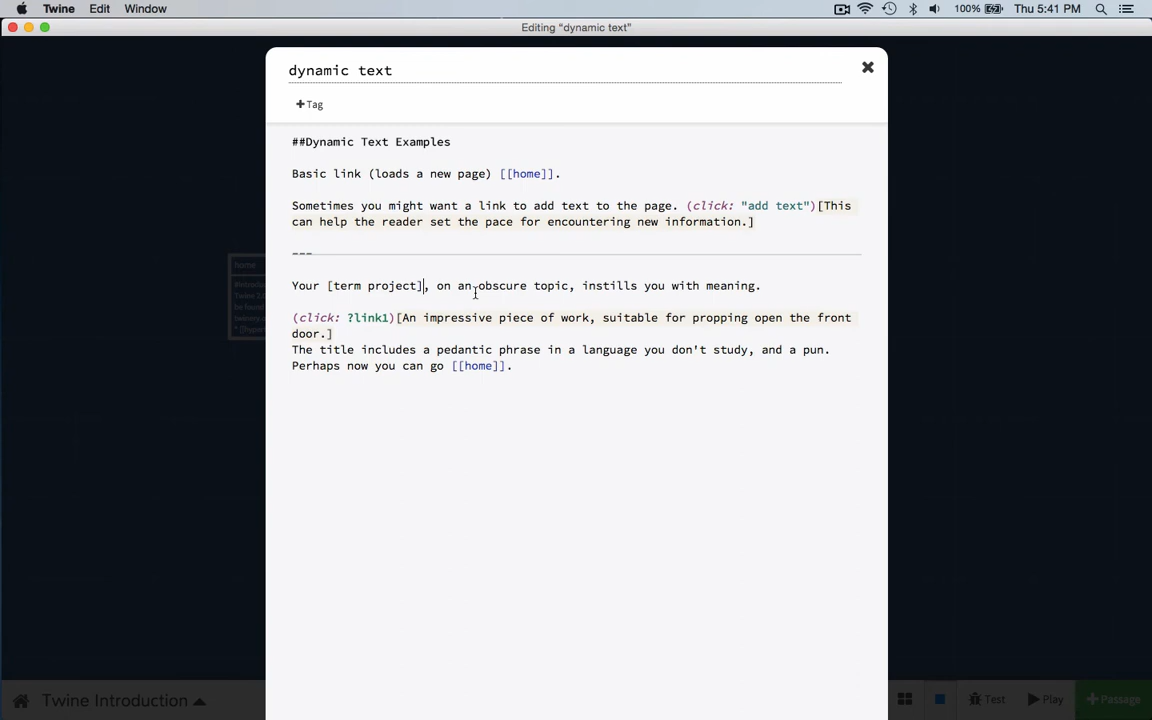 Twine Edit Window 100% Thu 5:41 PM
Editing “dynamic text”
dynamic text
+Tag
##Dynamic Text Examples
Basic link (loads a new page) [[home]].
Sometimes you might want a link to add text to the page. (click: "add text")[This
can help the reader set the pace for encountering new information.]
---
Your [term project], on an obscure topic, instills you with meaning.
(click: ?link1)[An impressive piece of work, suitable for propping open the front
door.]
The title includes a pedantic phrase in a language you don't study, and a pun.
Perhaps now you can go [[home]].
home
Twine Introduction Test Play +Passage